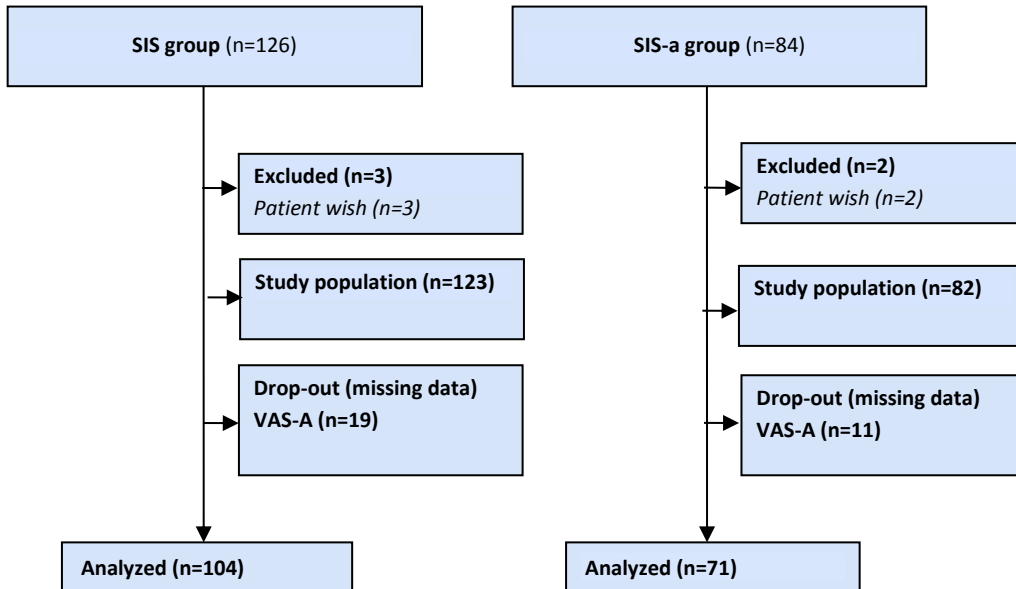 SIS group (n=126)
Excluded (n=3)
Patient wish (n=3)
Study population (n=123)
Drop-out (missing data)
VAS-A (n=19)
Analyzed (n=104)
SIS-a group (n=84)
Excluded (n=2)
Patient wish (n=2)
Study population (n=82)
Drop-out (missing data)
VAS-A (n=11)
Analyzed (n=71)